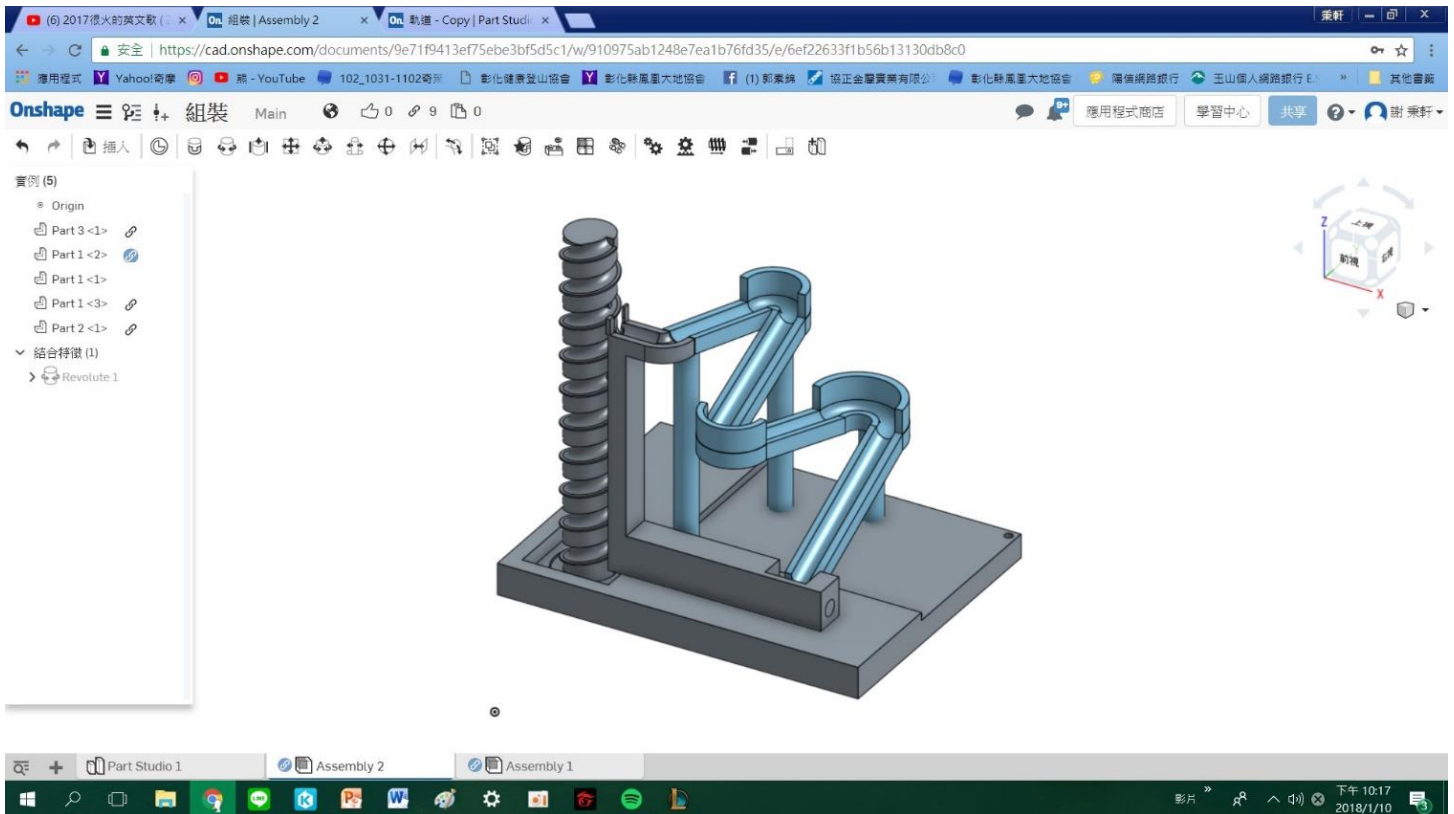 (6) 2017很火的英文歌 (
組裝 | Assembly 2
軌道 - Copy | Part Studi
秉軒
安全 | https://cad.onshape.com/documents/9e71f9413ef75ebe3bf5d5c1/w/910975ab1248e7ea1b76fd35/e/6ef22633f1b56b13130db8c0
應用程式 Yahoo!奇摩 熊 - YouTube 102_1031-1102奇萊 彰化健康登山協會 彰化縣鳳凰大地協會 (1) 郭素綿 協正金屬實業有限公 彰化縣鳳凰大地協會 陽信網路銀行 玉山個人網路銀行 E. » 其他書籤
Onshape 組裝 Main 0 9 0 9+ 應用程式商店 學習中心 共享 謝 秉軒
插入
實例 (5)
Origin
Part 3 <1>
Part 1 <2>
Part 1 <1>
Part 1 <3>
Part 2 <1>
結合特徵 (1)
Revolute 1
Z
上視
前視
右視
X
Part Studio 1 Assembly 2 Assembly 1
影片 »
下午 10:17
2018/1/10
3